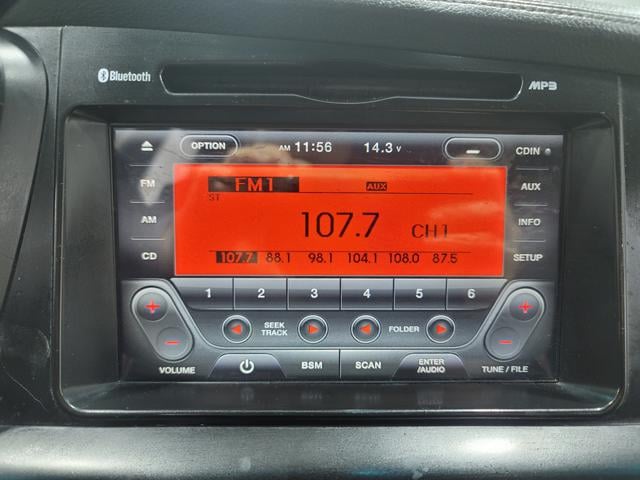 Bluetooth
MP3
OPTION AM 11:56 14.3 V CDIN
FM FM1 AUX AUX
ST
AM 107.7 CH1 INFO
CD 107.7 88.1 98.1 104.1 108.0 87.5 SETUP
1 2 3 4 5 6
+ SEEK TRACK FOLDER +
- -
VOLUME BSM SCAN ENTER /AUDIO TUNE / FILE